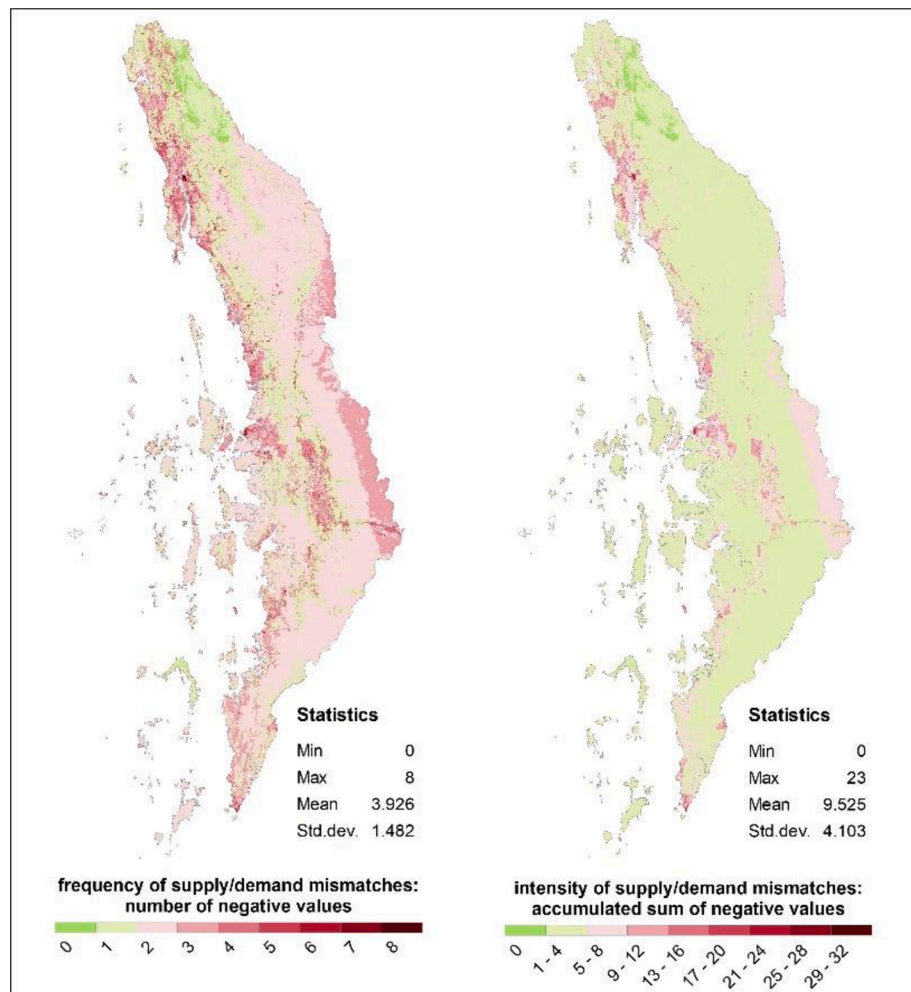 Statistics
Min 0
Max 8
Mean 3.926
Std.dev. 1.482
frequency of supply/demand mismatches:
number of negative values
0 1 2 3 4 5 6 7 8
Statistics
Min 0
Max 23
Mean 9.525
Std.dev. 4.103
intensity of supply/demand mismatches:
accumulated sum of negative values
0 1 - 4 5 - 8 9 - 12 13 - 16 17 - 20 21 - 24 25 - 28 29 - 32